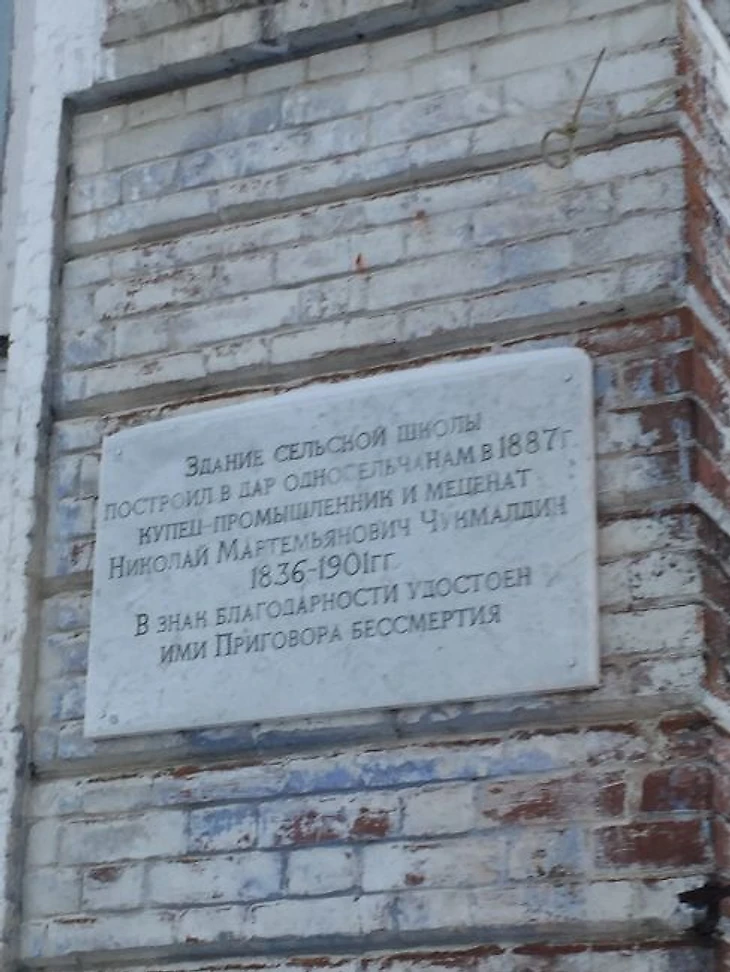 Здание сельской школы
построил в дар односельчанам в 1887г.
купец-промышленник и меценат
Николай Мартемьянович Чукмалдин
1836-1901гг.
В знак благодарности удостоен
ими Приговора бессмертия